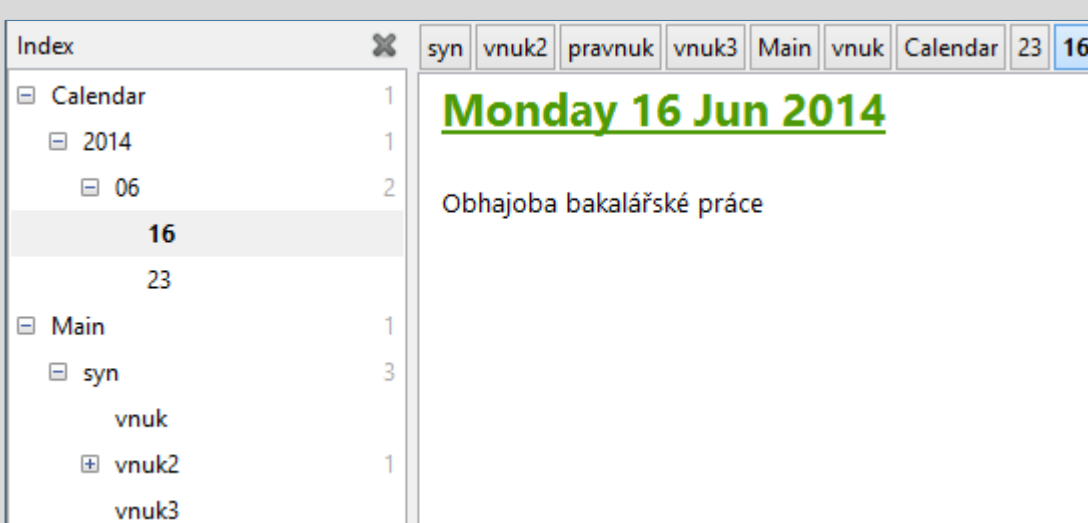 Index
Calendar 1
2014 1
06 2
16
23
Main 1
syn 3
vnuk
vnuk2 1
vnuk3
syn vnuk2 pravnuk vnuk3 Main vnuk Calendar 23 16
Monday 16 Jun 2014
Obhajoba bakalářské práce